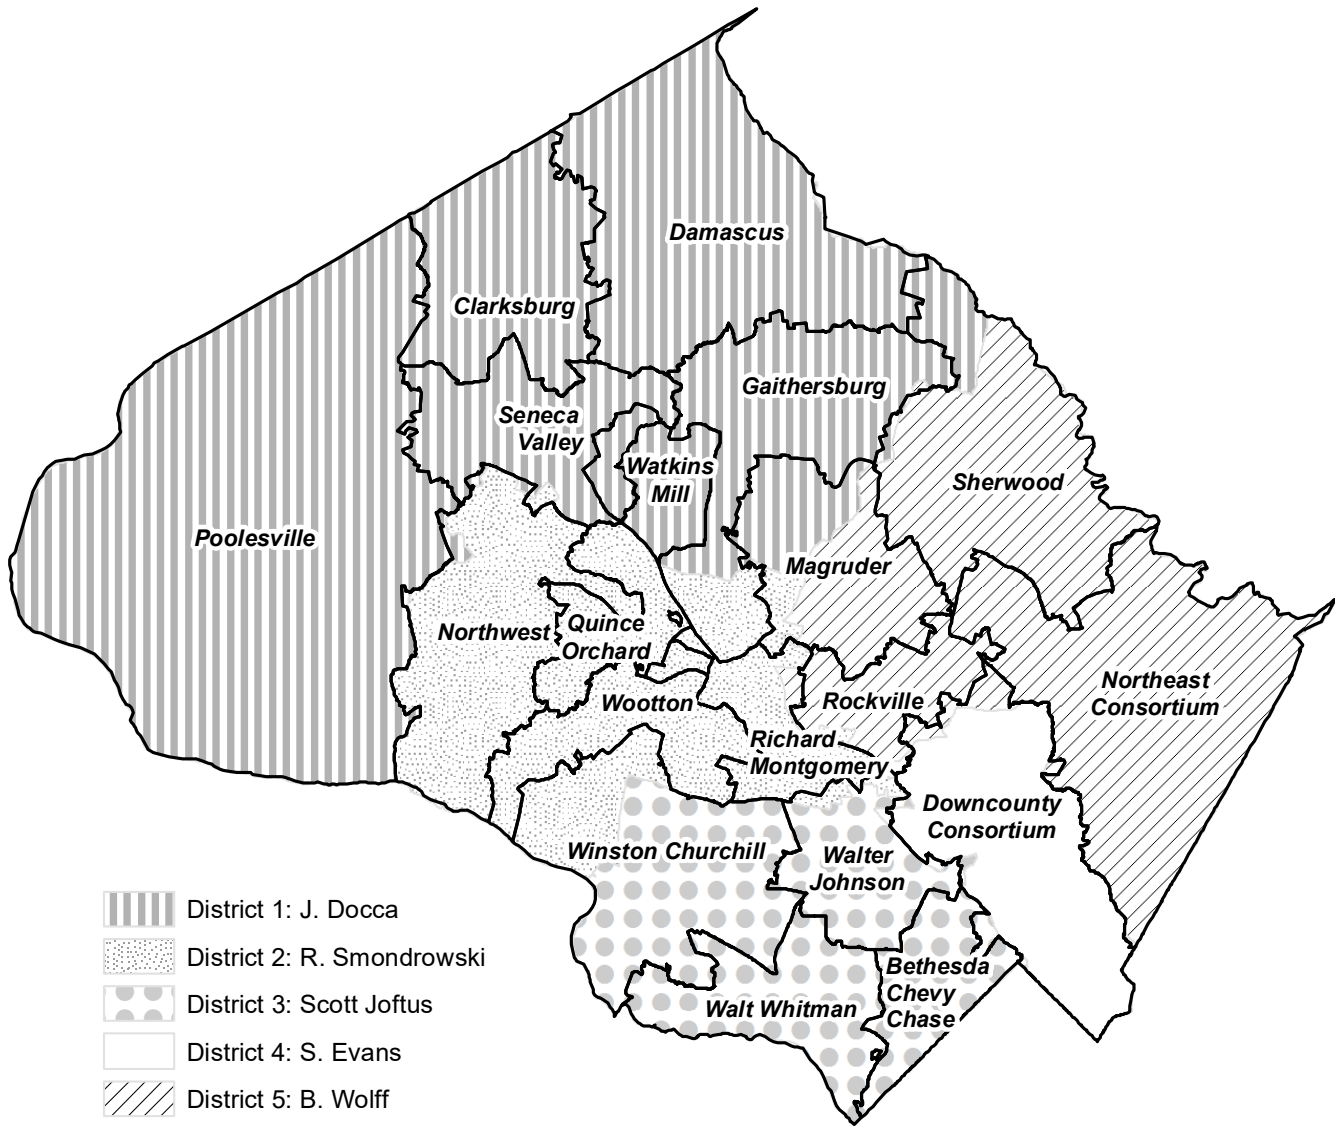 Damascus
Clarksburg
Gaithersburg
Seneca
Valley
Watkins
Mill
Sherwood
Poolesville
Magruder
Northwest
Quince
Orchard
Wootton
Rockville
Northeast
Consortium
Richard
Montgomery
Downcounty
Consortium
Winston Churchill
Walter
Johnson
Bethesda
Chevy
Chase
Walt Whitman
District 1: J. Docca
District 2: R. Smondrowski
District 3: Scott Joftus
District 4: S. Evans
District 5: B. Wolff